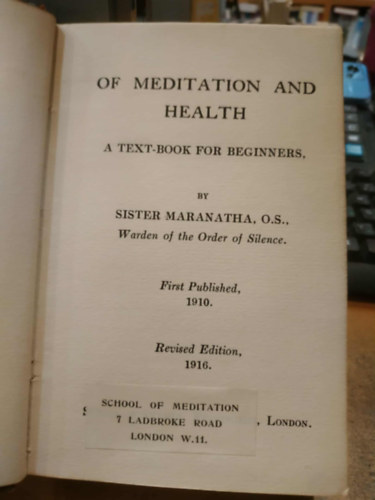 OF MEDITATION AND
HEALTH
A TEXT-BOOK FOR BEGINNERS,
BY
SISTER MARANATHA, O.S.,
Warden of the Order of Silence.
First Published,
1910.
Revised Edition,
1916.
SCHOOL OF MEDITATION
7 LADBROKE ROAD
LONDON W.11.
, LONDON.